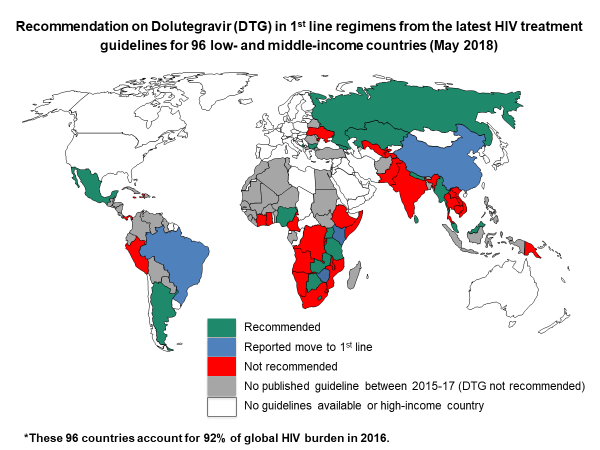 Recommendation on Dolutegravir (DTG) in 1st line regimens from the latest HIV treatment
guidelines for 96 low- and middle-income countries (May 2018)
Recommended
Reported move to 1st line
Not recommended
No published guideline between 2015-17 (DTG not recommended)
No guidelines available or high-income country
*These 96 countries account for 92% of global HIV burden in 2016.